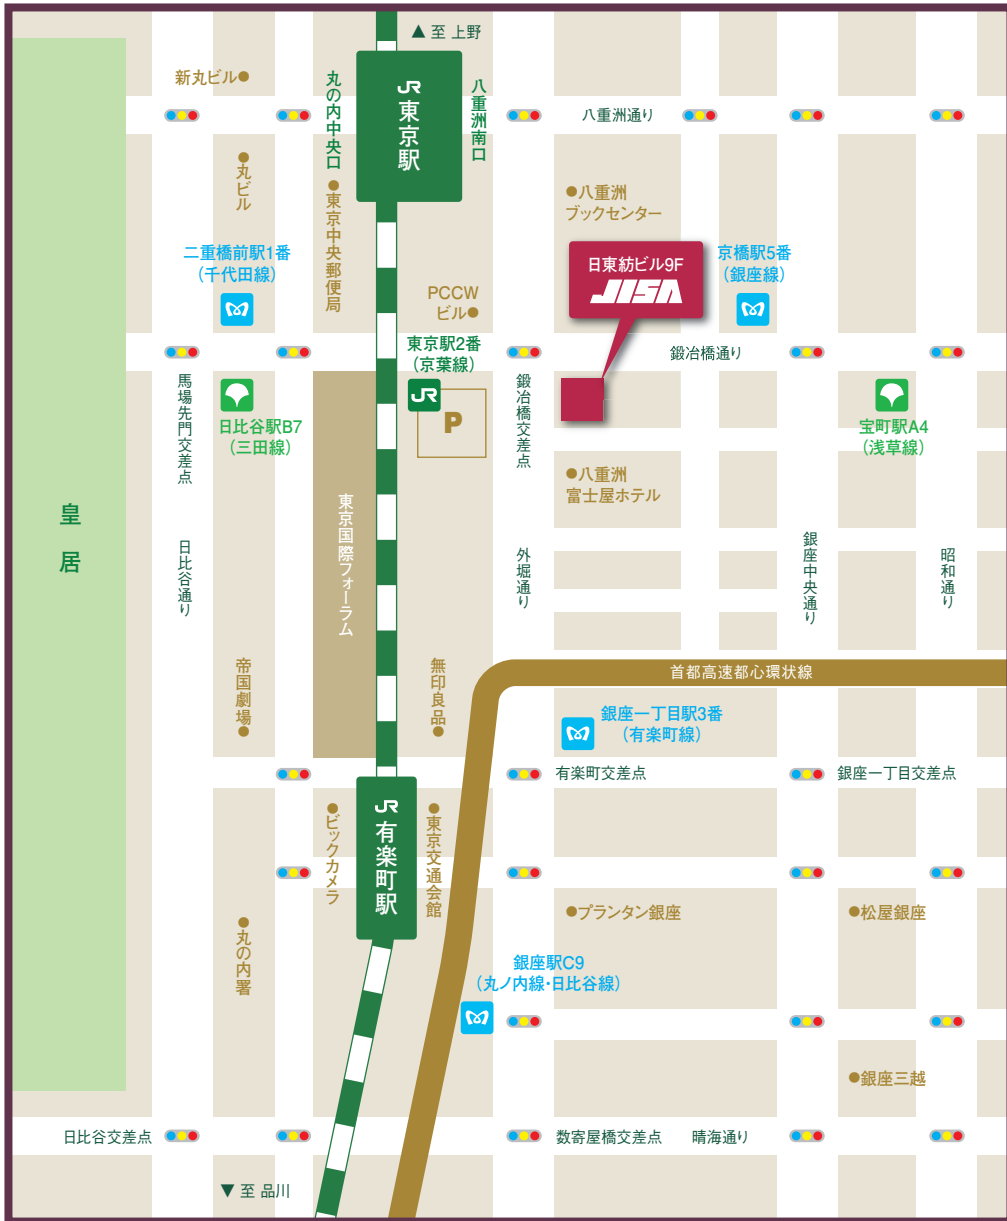 ▲ 至 上野
新丸ビル
丸の内中央口
JR
東京駅
八重洲南口
八重洲通り
丸ビル
東京中央郵便局
八重洲
ブックセンター
二重橋前駅1番
(千代田線)
PCCW
ビル
日東紡ビル9F
JISA
京橋駅5番
(銀座線)
東京駅2番
(京葉線)
JR
P
鍛冶橋通り
馬場先門交差点
日比谷駅B7
(三田線)
鍛冶橋交差点
宝町駅A4
(浅草線)
八重洲
富士屋ホテル
皇居
日比谷通り
東京国際フォーラム
外堀通り
銀座中央通り
昭和通り
首都高速都心環状線
帝国劇場
無印良品
銀座一丁目駅3番
(有楽町線)
有楽町交差点
銀座一丁目交差点
ビックカメラ
JR
有楽町駅
東京交通会館
プランタン銀座
松屋銀座
丸の内署
銀座駅C9
(丸ノ内線・日比谷線)
銀座三越
日比谷交差点
数寄屋橋交差点
晴海通り
▼ 至 品川